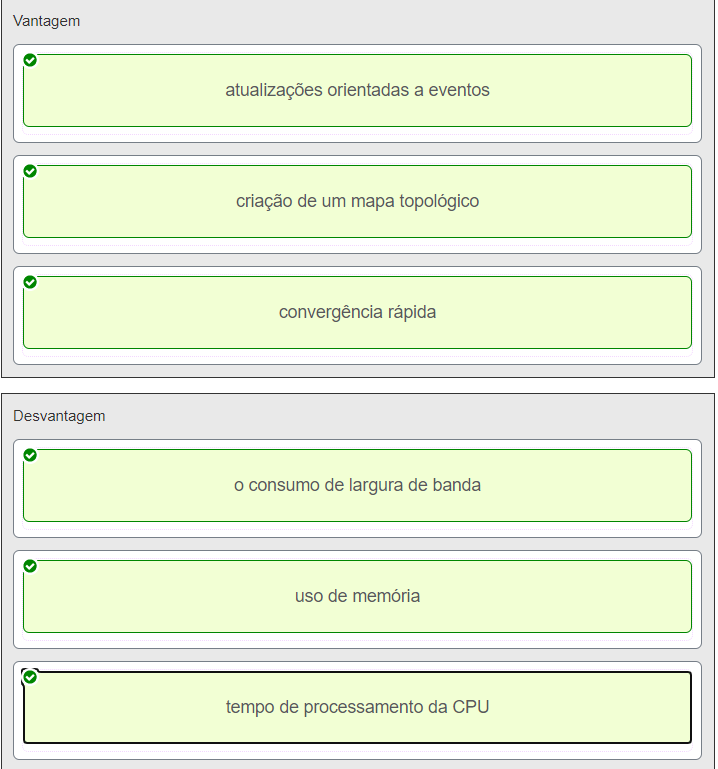 Vantagem
atualizações orientadas a eventos
criação de um mapa topológico
convergência rápida
Desvantagem
o consumo de largura de banda
uso de memória
tempo de processamento da CPU